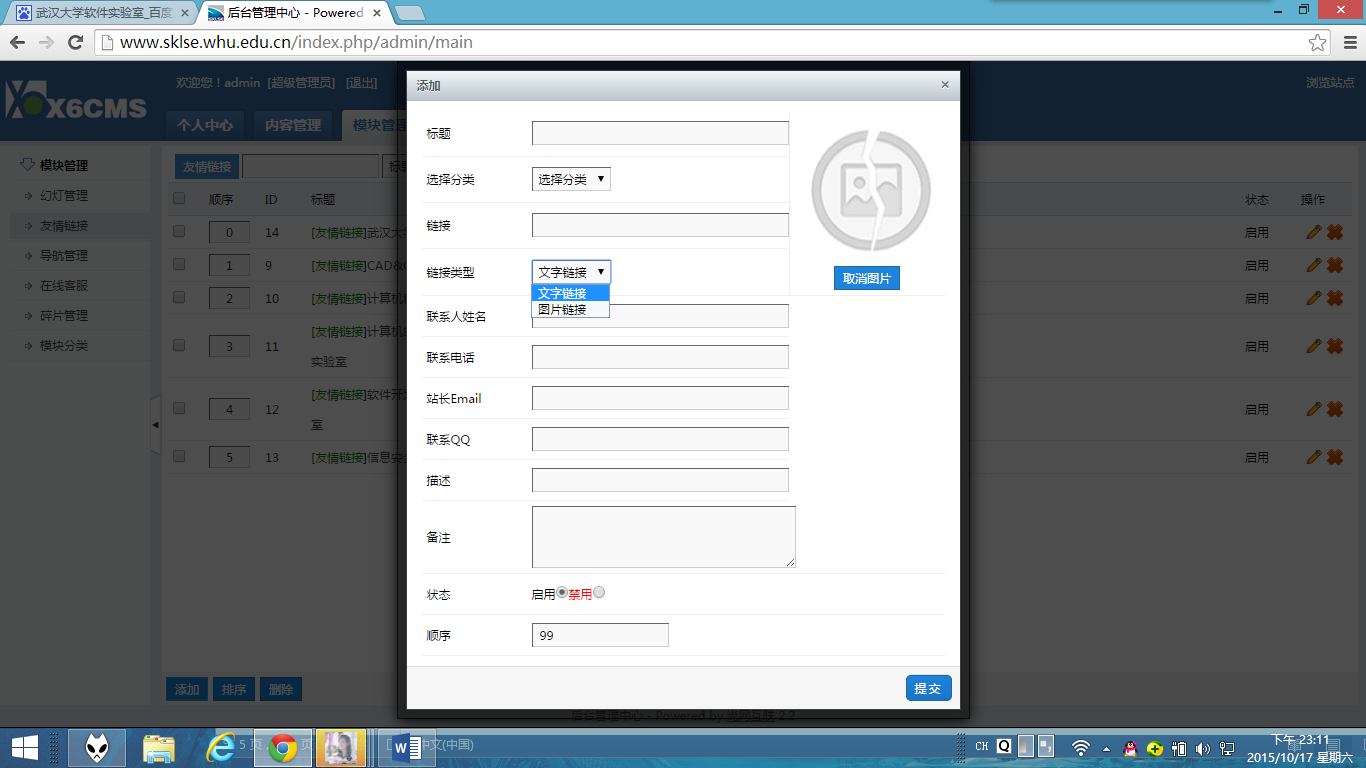 武汉大学软件实验室_百度
后台管理中心 - Powered
www.sklse.whu.edu.cn/index.php/admin/main
X6CMS
欢迎您！admin [超级管理员] [退出]
浏览站点
个人中心
内容管理
模块管理
模块管理
幻灯管理
友情链接
导航管理
在线客服
碎片管理
模块分类
友情链接
顺序 ID 标题 状态 操作
0 14 [友情链接]武汉大 启用
1 9 [友情链接]CAD& 启用
2 10 [友情链接]计算机 启用
3 11 [友情链接]计算机
实验室 启用
4 12 [友情链接]软件开
室 启用
5 13 [友情链接]信息安 启用
添加 排序 删除
添加
标题
选择分类 选择分类
链接
链接类型 文字链接
文字链接
图片链接
取消图片
联系人姓名
联系电话
站长Email
联系QQ
描述
备注
状态 启用 禁用
顺序 99
提交
后台管理中心 - Powered by 尚网互联 2.2
5 页
中文(中国)
CH
下午 23:11
2015/10/17 星期六